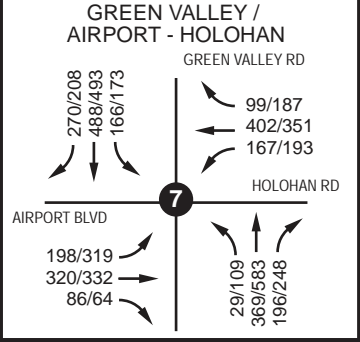 GREEN VALLEY /
AIRPORT - HOLOHAN
GREEN VALLEY RD
270/208
488/493
166/173
99/187
402/351
167/193
HOLOHAN RD
7
AIRPORT BLVD
198/319
320/332
86/64
29/109
369/583
196/248